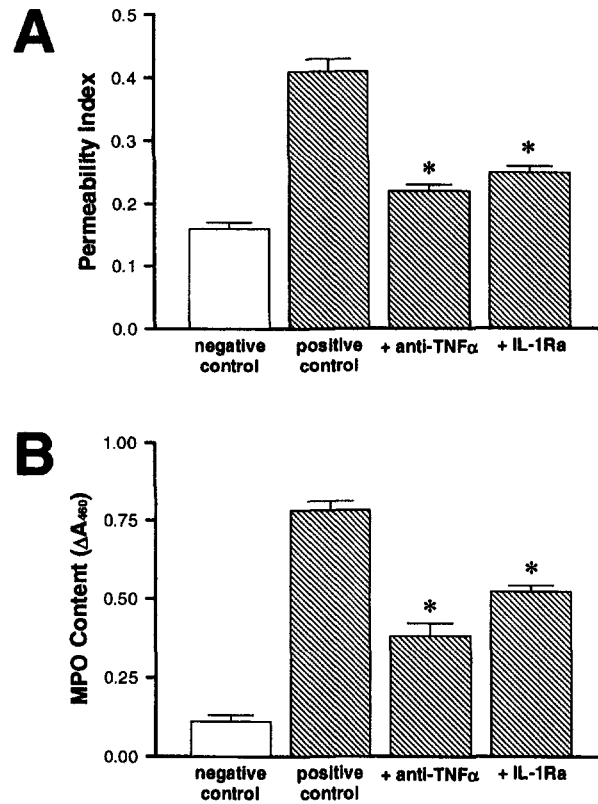 A
Permeability Index
0.5
0.4
0.3
0.2
0.1
0.0
*
*
negative control
positive control
+ anti-TNFα
+ IL-1Ra
B
MPO Content (ΔA₄₆₀)
1.00
0.75
0.50
0.25
0.00
*
*
negative control
positive control
+ anti-TNFα
+ IL-1Ra